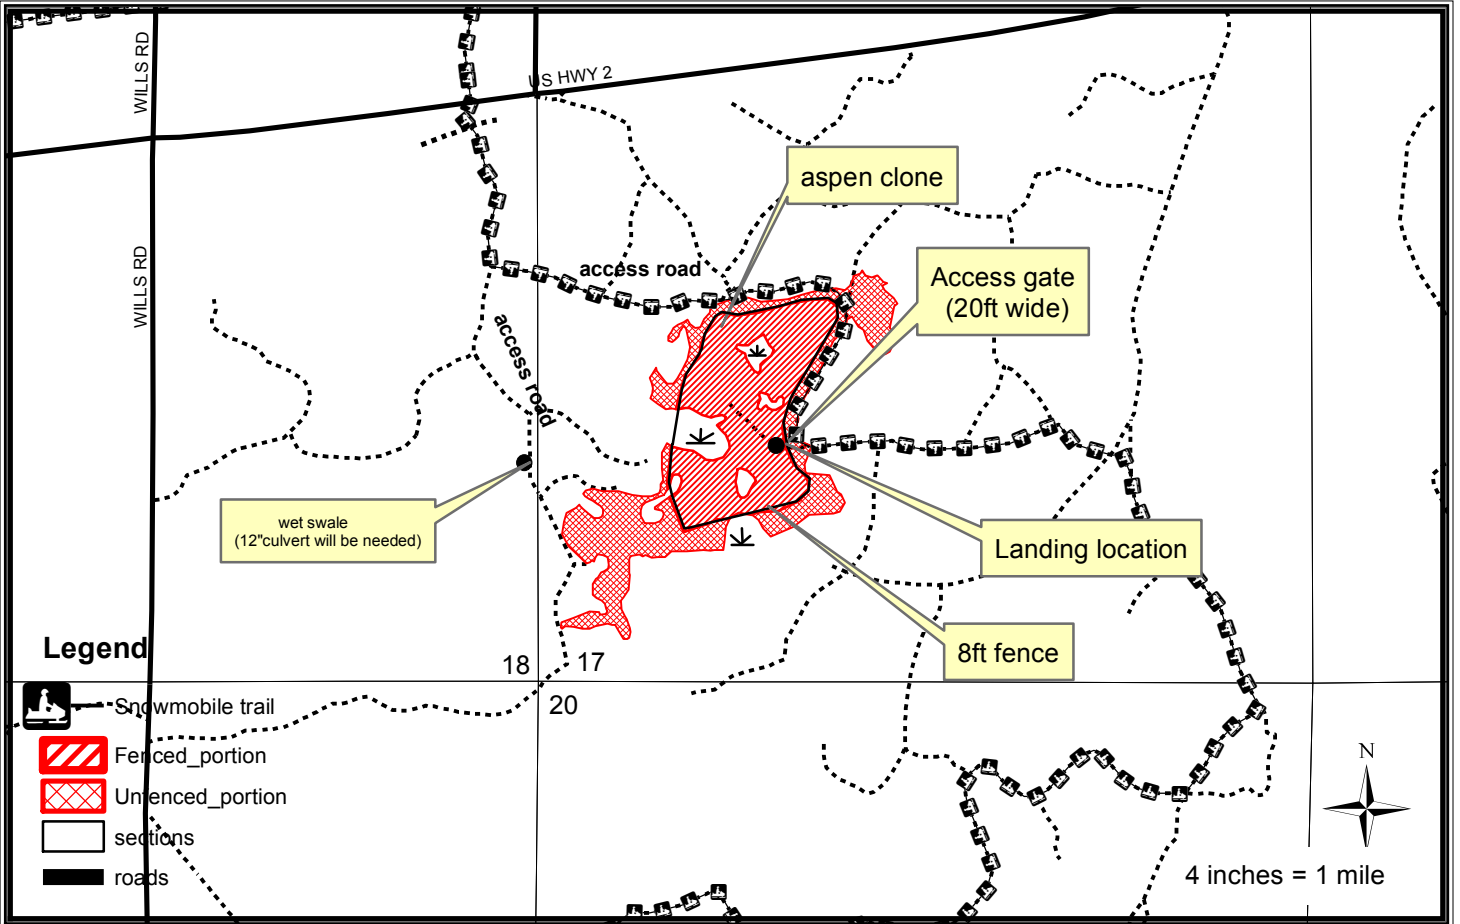 WILLS RD
US HWY 2
aspen clone
Access gate
(20ft wide)
access road
WILLS RD
access road
wet swale
(12"culvert will be needed)
Landing location
8ft fence
18
17
20
Legend
Snowmobile trail
Fenced_portion
Unfenced_portion
sections
roads
N
4 inches = 1 mile